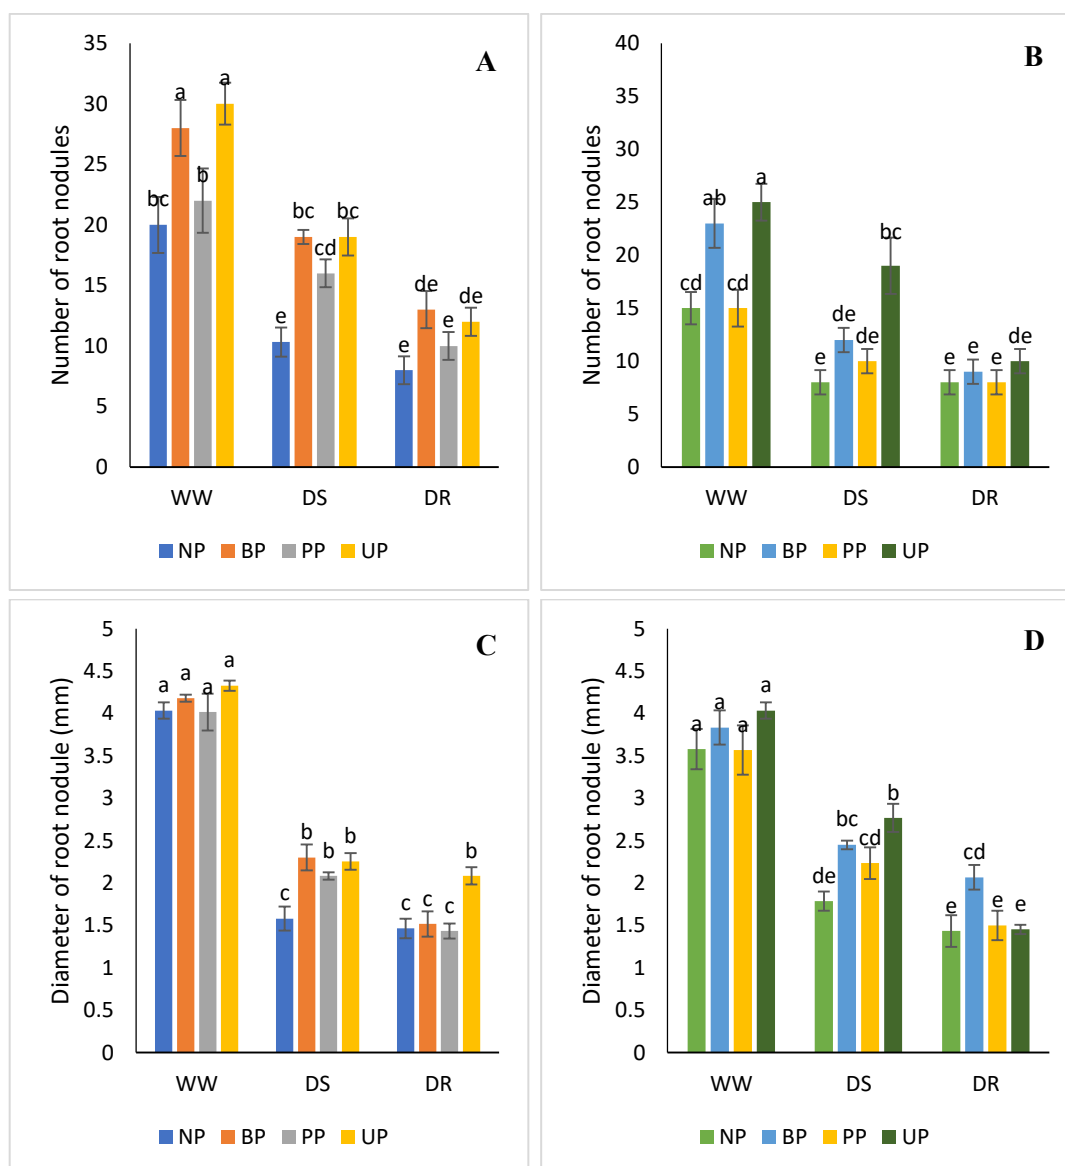 A
Number of root nodules
35
30
25
20
15
10
5
0
bc a b a
e bc cd bc
e de e de
WW DS DR
NP BP PP UP
B
Number of root nodules
40
35
30
25
20
15
10
5
0
cd ab cd a
e de de bc
e e e de
WW DS DR
NP BP PP UP
C
Diameter of root nodule (mm)
5
4.5
4
3.5
3
2.5
2
1.5
1
0.5
0
a a a a
c b b b
c c c b
WW DS DR
NP BP PP UP
D
Diameter of root nodule (mm)
5
4.5
4
3.5
3
2.5
2
1.5
1
0.5
0
a a a a
de bc cd b
e cd e e
WW DS DR
NP BP PP UP